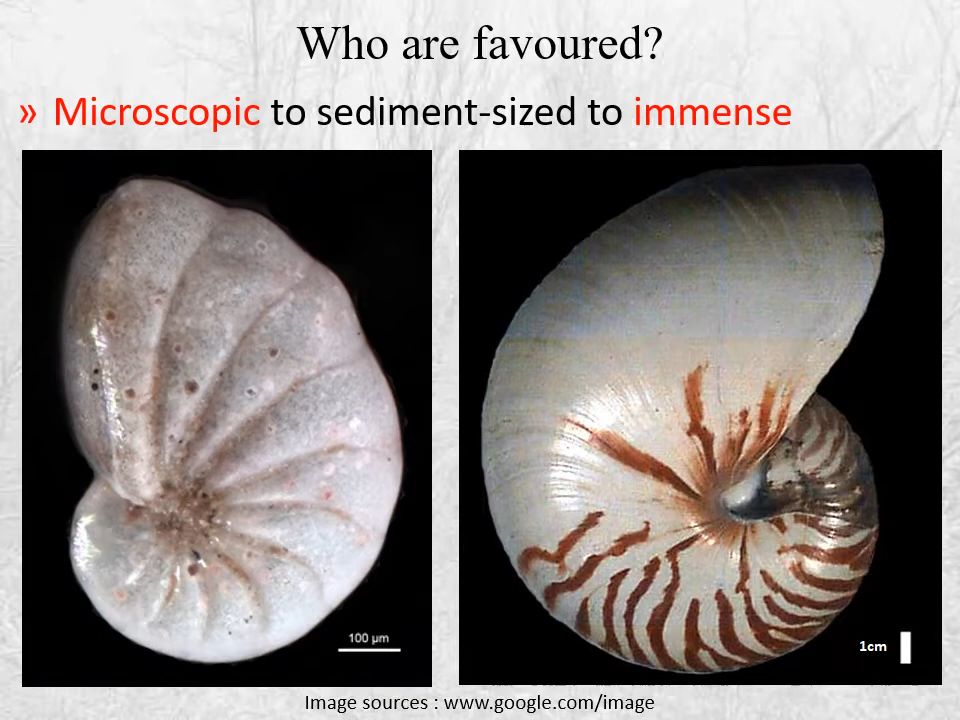 Who are favoured?
» Microscopic to sediment-sized to immense
100 µm
1cm
Image sources : www.google.com/image